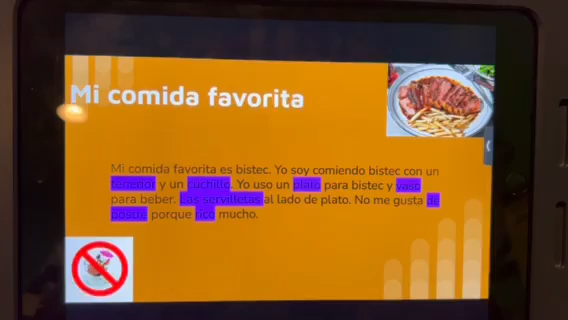 Mi comida favorita
Mi comida favorita es bistec. Yo soy comiendo bistec con un
tenedor y un cuchillo. Yo uso un plato para bistec y vaso
para beber. Las servilletas al lado de plato. No me gusta de
postue porque rico mucho.